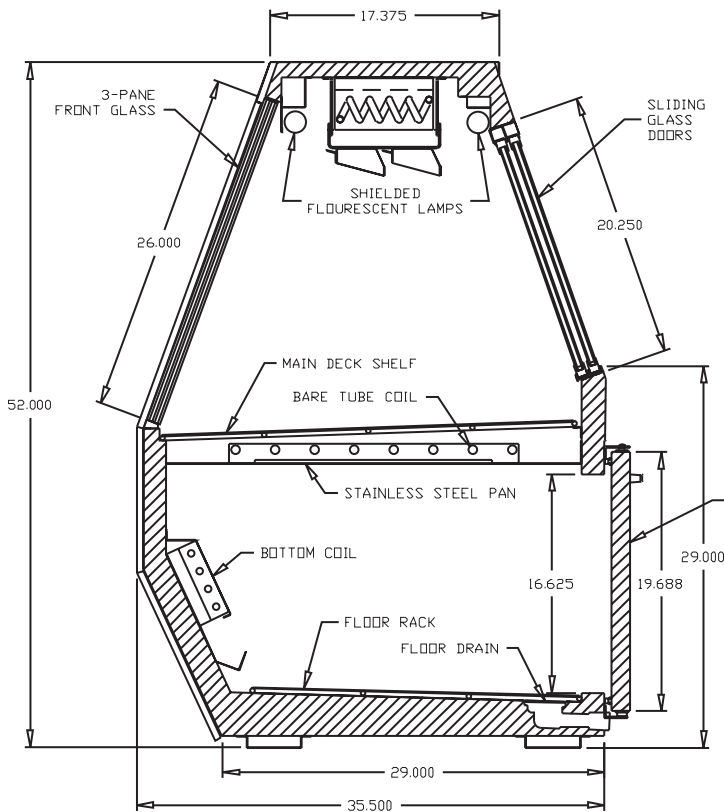 17.375
3-PANE
FRONT GLASS
SLIDING
GLASS
DOORS
SHIELDED
FLOURESCENT LAMPS
20.250
26.000
MAIN DECK SHELF
52.000
BARE TUBE COIL
STAINLESS STEEL PAN
BOTTOM COIL
29.000
16.625
19.688
FLOOR RACK
FLOOR DRAIN
29.000
35.500